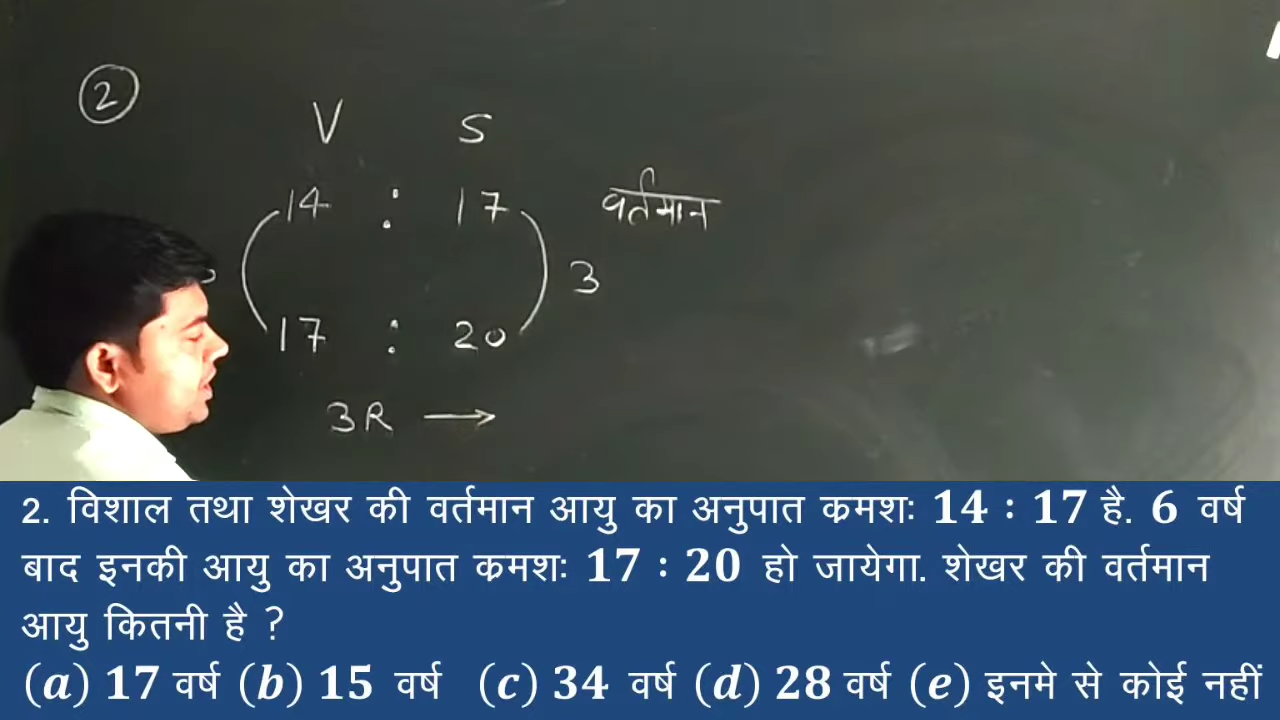 2
V S
14 : 17 वर्तमान
3
17 : 20
3R →
2. विशाल तथा शेखर की वर्तमान आयु का अनुपात क्रमशः 14 : 17 है. 6 वर्ष
बाद इनकी आयु का अनुपात क्रमशः 17 : 20 हो जायेगा. शेखर की वर्तमान
आयु कितनी है ?
(a) 17 वर्ष (b) 15 वर्ष (c) 34 वर्ष (d) 28 वर्ष (e) इनमे से कोई नहीं